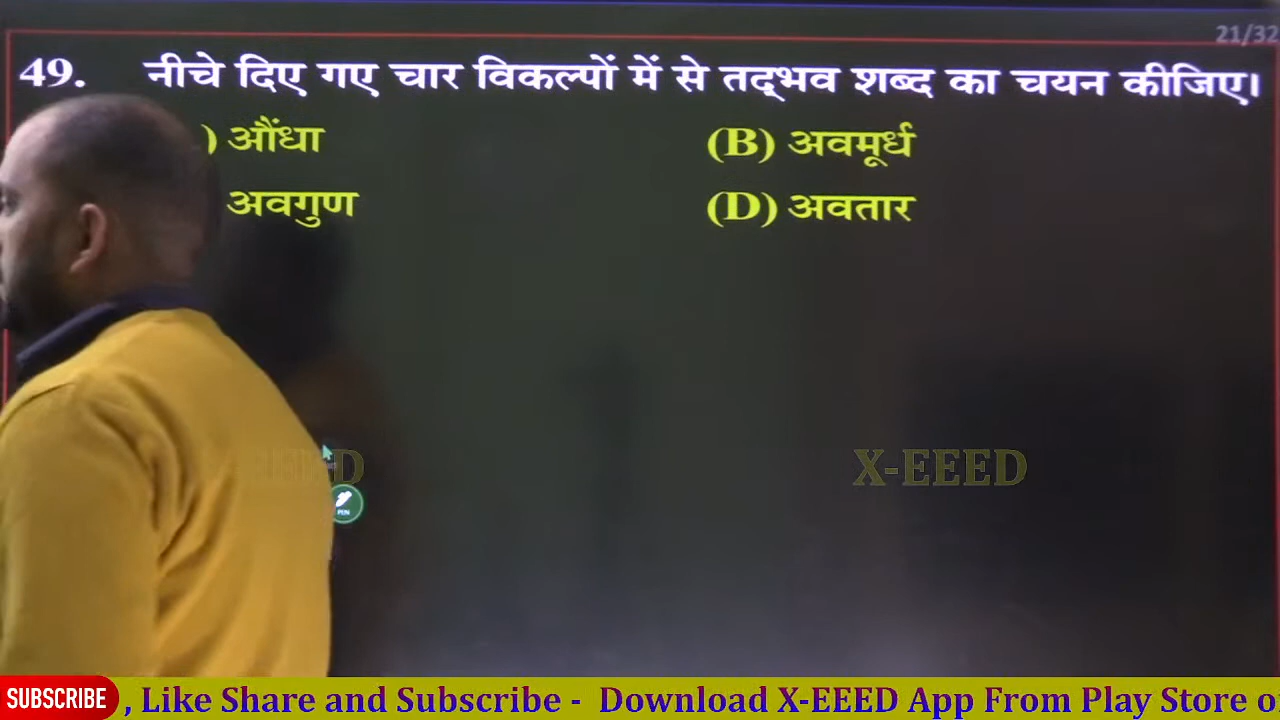 21/32
49. नीचे दिए गए चार विकल्पों में से तद्भव शब्द का चयन कीजिए।
) औंधा (B) अवमूर्ध
अवगुण (D) अवतार
X-EEED
PEN
SUBSCRIBE , Like Share and Subscribe - Download X-EEED App From Play Store